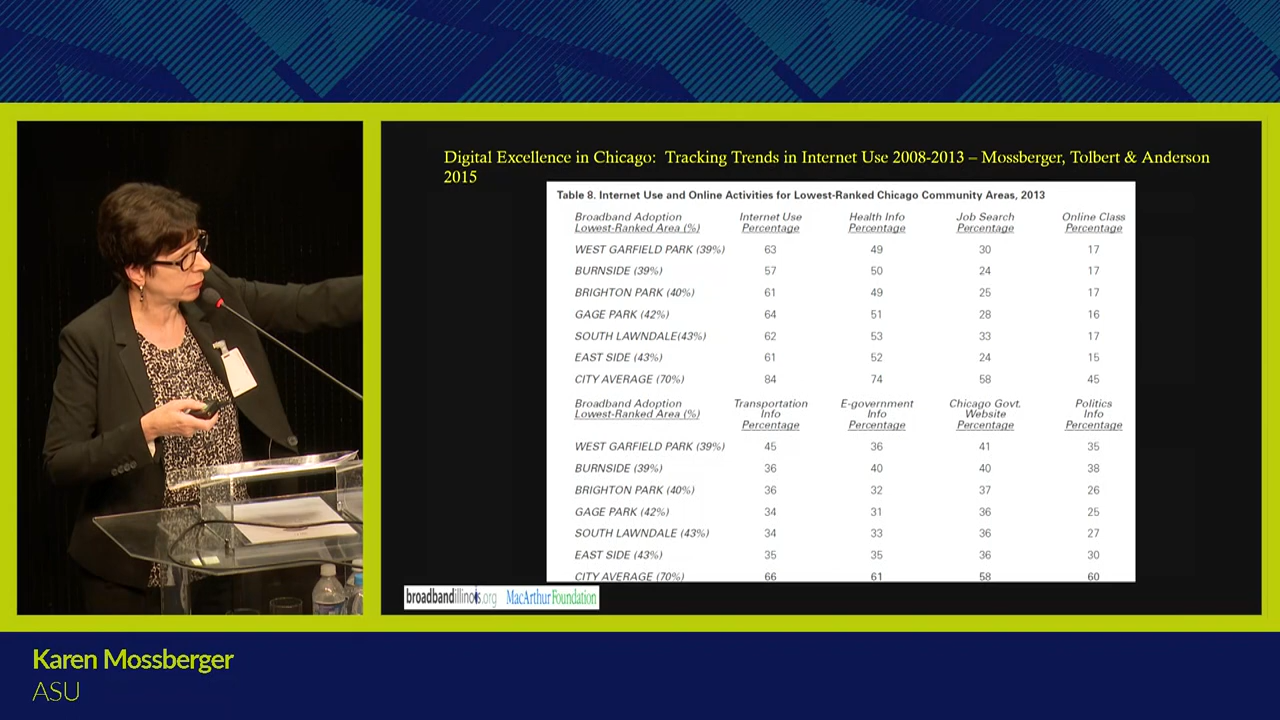 Digital Excellence in Chicago: Tracking Trends in Internet Use 2008-2013 – Mossberger, Tolbert & Anderson
2015
Table 8. Internet Use and Online Activities for Lowest-Ranked Chicago Community Areas, 2013
Broadband Adoption Internet Use Health Info Job Search Online Class
Lowest-Ranked Area (%) Percentage Percentage Percentage Percentage
WEST GARFIELD PARK (39%) 63 49 30 17
BURNSIDE (39%) 57 50 24 17
BRIGHTON PARK (40%) 61 49 25 17
GAGE PARK (42%) 64 51 28 16
SOUTH LAWNDALE(43%) 62 53 33 17
EAST SIDE (43%) 61 52 24 15
CITY AVERAGE (70%) 84 74 58 45
Broadband Adoption Transportation E-government Chicago Govt. Politics
Lowest-Ranked Area (%) Info Info Website Info
Percentage Percentage Percentage Percentage
WEST GARFIELD PARK (39%) 45 36 41 35
BURNSIDE (39%) 36 40 40 38
BRIGHTON PARK (40%) 36 32 37 26
GAGE PARK (42%) 34 31 36 25
SOUTH LAWNDALE (43%) 34 33 36 27
EAST SIDE (43%) 35 35 36 30
CITY AVERAGE (70%) 66 61 58 60
broadbandillinois.org MacArthur Foundation
Karen Mossberger
ASU